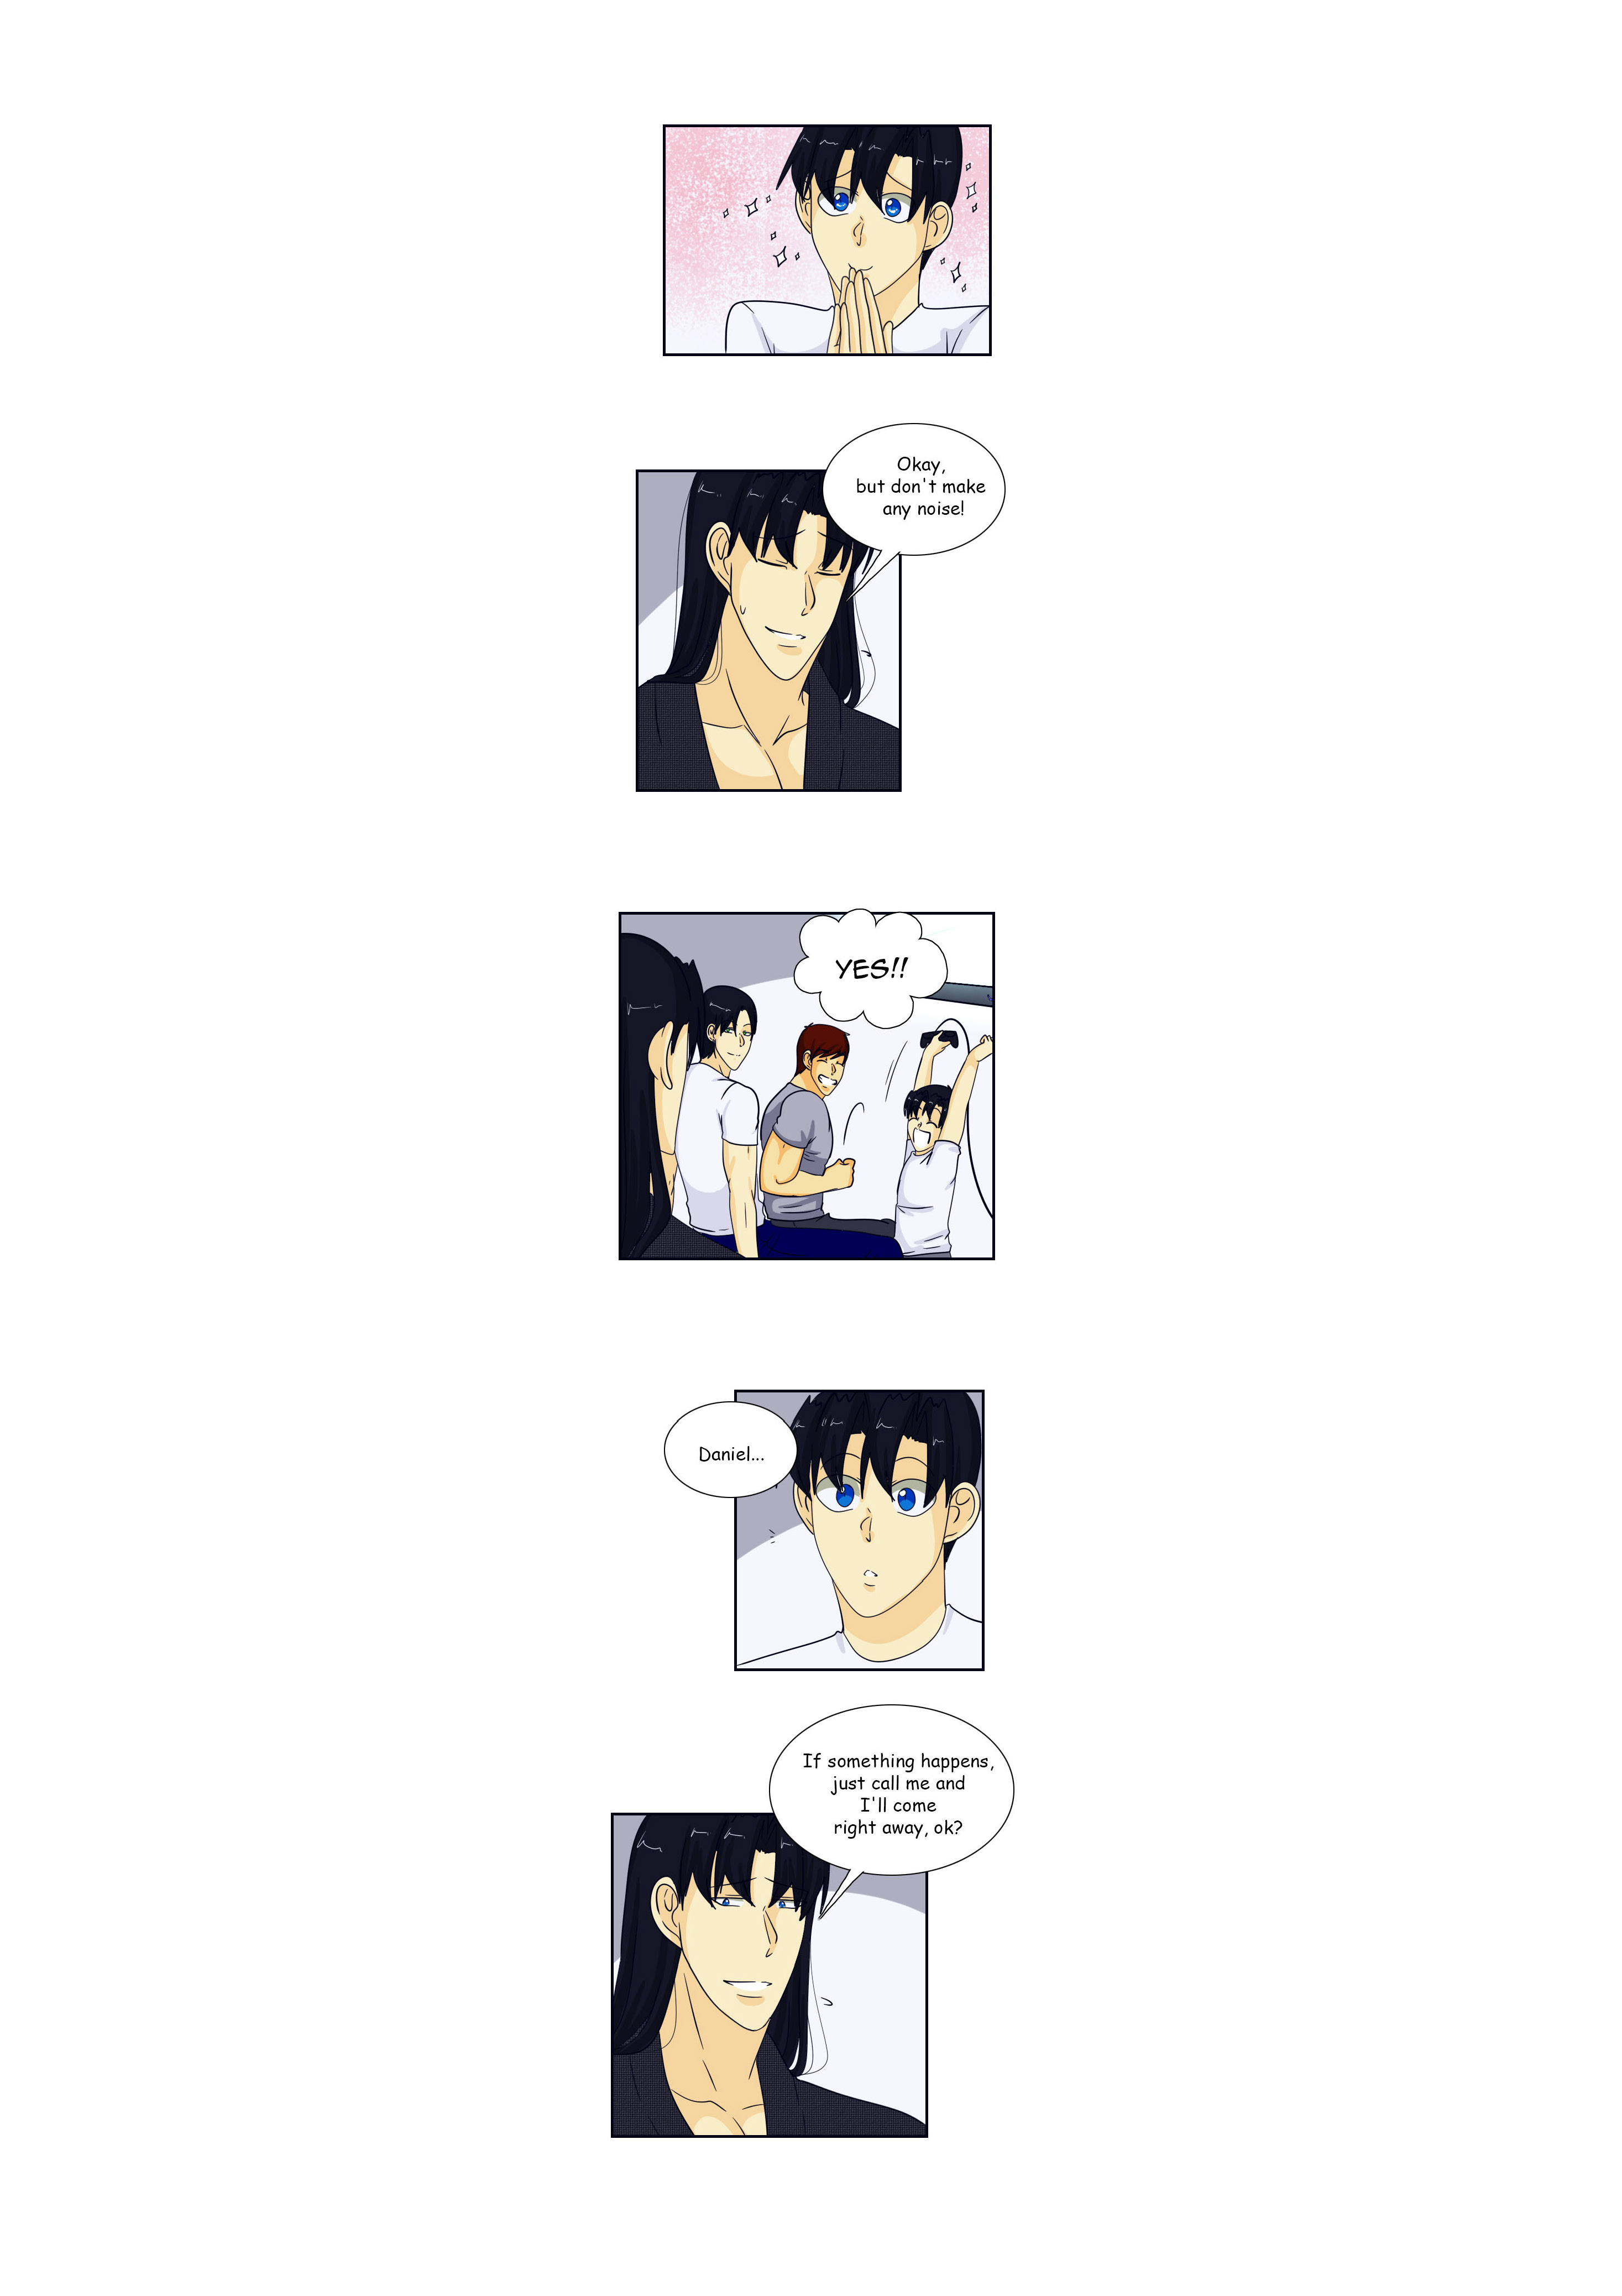 Okay,
but don't make
any noise!
YES!!
Daniel...
If something happens,
just call me and
I'll come
right away, ok?